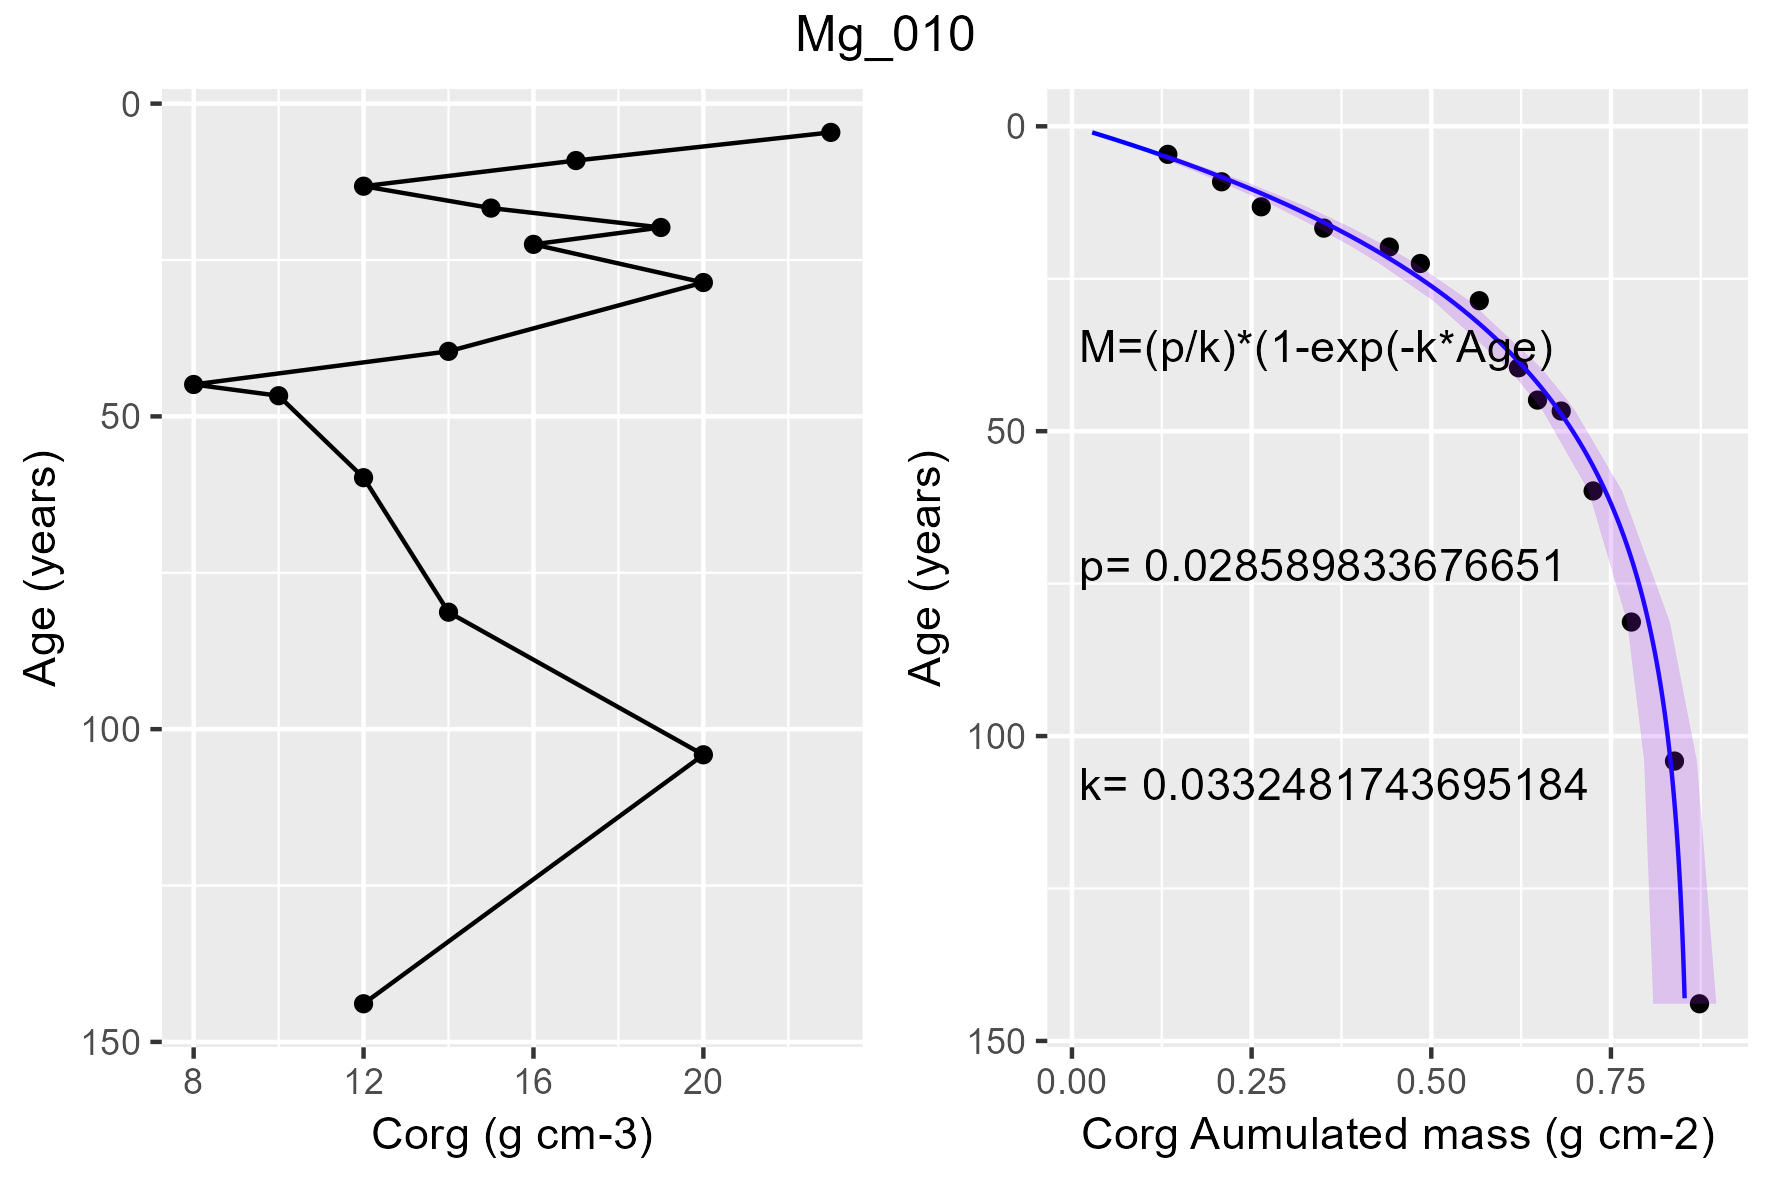 Mg_010
0
50
100
150
8
12
16
20
Age (years)
Corg (g cm-3)
0
50
100
150
0.00
0.25
0.50
0.75
Age (years)
Corg Aumulated mass (g cm-2)
M=(p/k)*(1-exp(-k*Age)
p= 0.028589833676651
k= 0.0332481743695184